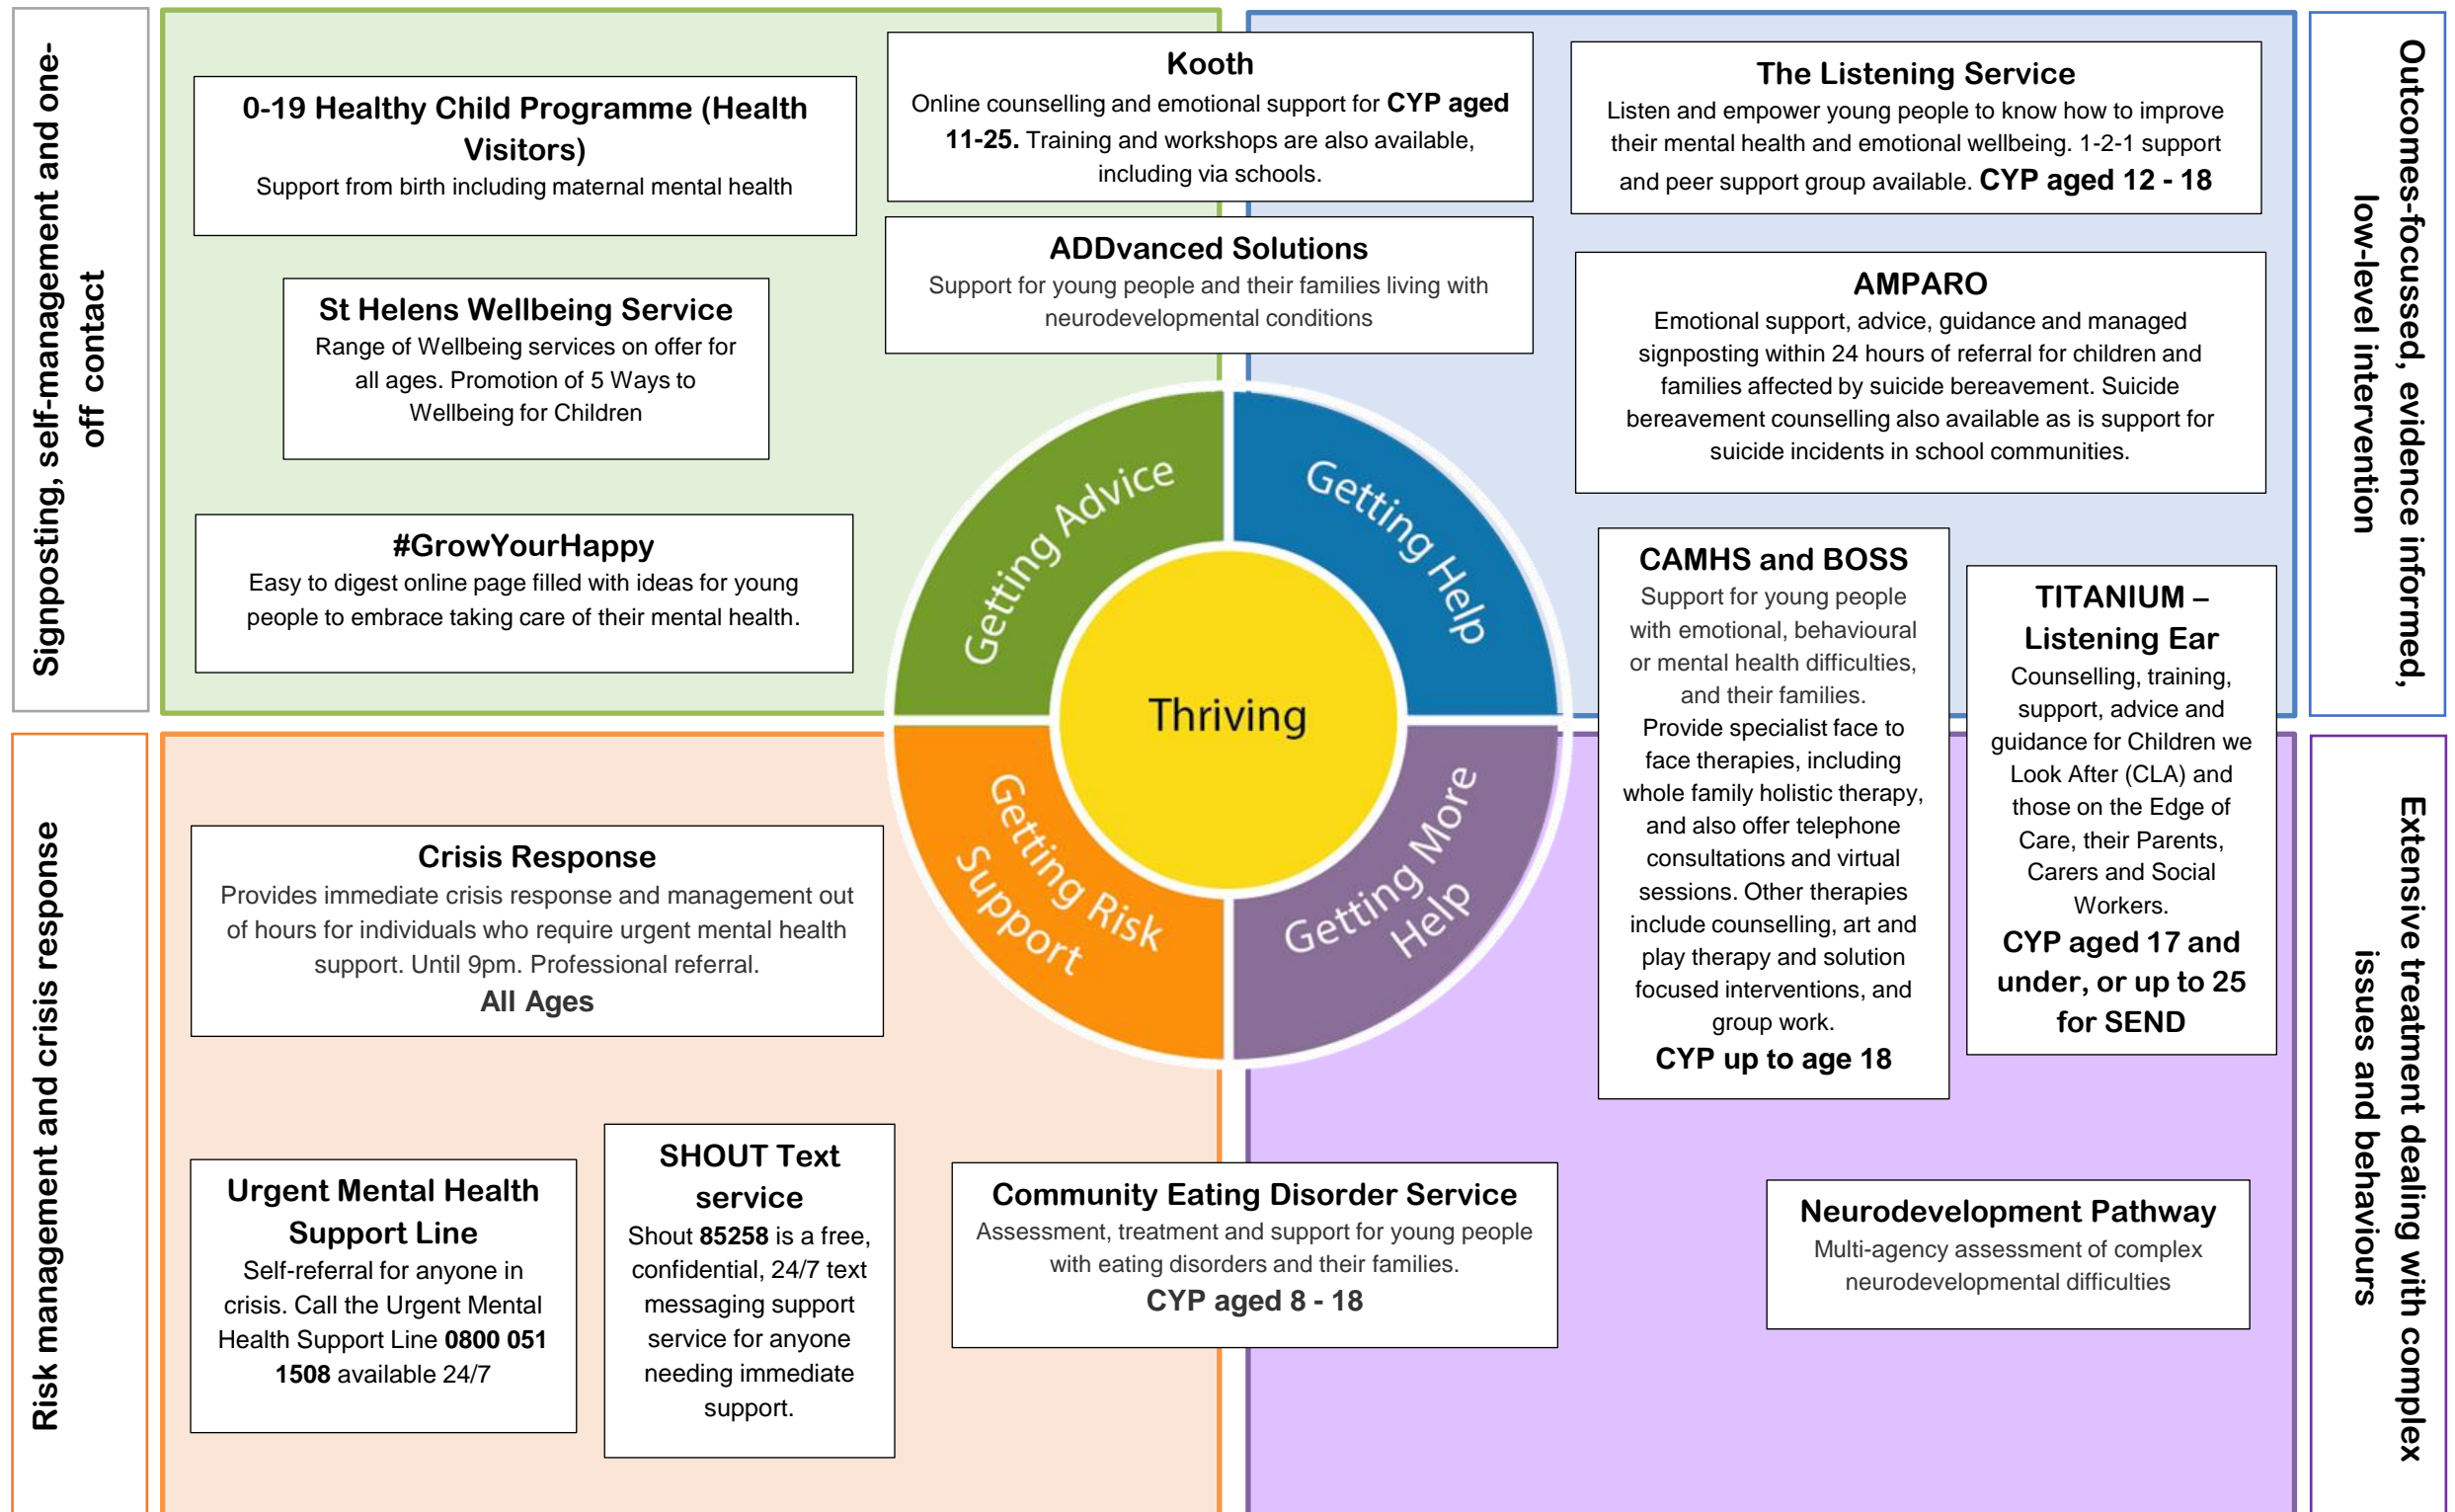 Signposting, self-management and one-
off contact
0-19 Healthy Child Programme (Health
Visitors)
Support from birth including maternal mental health
St Helens Wellbeing Service
Range of Wellbeing services on offer for
all ages. Promotion of 5 Ways to
Wellbeing for Children
#GrowYourHappy
Easy to digest online page filled with ideas for young
people to embrace taking care of their mental health.
Kooth
Online counselling and emotional support for CYP aged
11-25. Training and workshops are also available,
including via schools.
ADDvanced Solutions
Support for young people and their families living with
neurodevelopmental conditions
The Listening Service
Listen and empower young people to know how to improve
their mental health and emotional wellbeing. 1-2-1 support
and peer support group available. CYP aged 12 - 18
AMPARO
Emotional support, advice, guidance and managed
signposting within 24 hours of referral for children and
families affected by suicide bereavement. Suicide
bereavement counselling also available as is support for
suicide incidents in school communities.
Outcomes-focussed, evidence informed,
low-level intervention
Getting Advice
Getting Help
Thriving
Getting Risk
Support
Getting More
Help
CAMHS and BOSS
Support for young people
with emotional, behavioural
or mental health difficulties,
and their families.
Provide specialist face to
face therapies, including
whole family holistic therapy,
and also offer telephone
consultations and virtual
sessions. Other therapies
include counselling, art and
play therapy and solution
focused interventions, and
group work.
CYP up to age 18
TITANIUM –
Listening Ear
Counselling, training,
support, advice and
guidance for Children we
Look After (CLA) and
those on the Edge of
Care, their Parents,
Carers and Social
Workers.
CYP aged 17 and
under, or up to 25
for SEND
Risk management and crisis response
Crisis Response
Provides immediate crisis response and management out
of hours for individuals who require urgent mental health
support. Until 9pm. Professional referral.
All Ages
Urgent Mental Health
Support Line
Self-referral for anyone in
crisis. Call the Urgent Mental
Health Support Line 0800 051
1508 available 24/7
SHOUT Text
service
Shout 85258 is a free,
confidential, 24/7 text
messaging support
service for anyone
needing immediate
support.
Community Eating Disorder Service
Assessment, treatment and support for young people
with eating disorders and their families.
CYP aged 8 - 18
Neurodevelopment Pathway
Multi-agency assessment of complex
neurodevelopmental difficulties
Extensive treatment dealing with complex
issues and behaviours